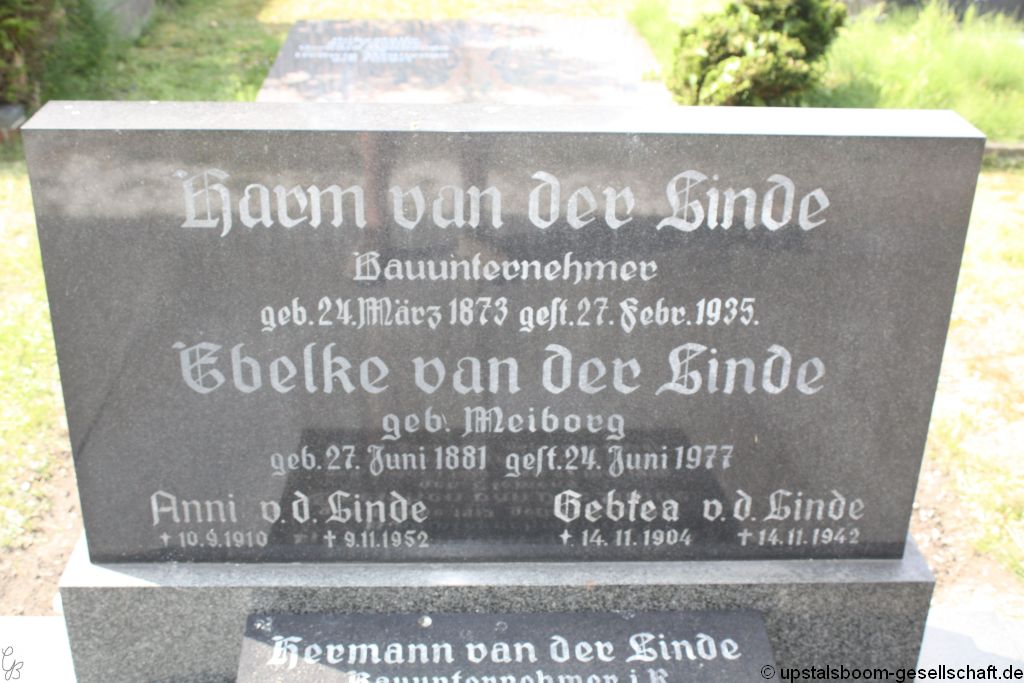 Harm van der Linde
Bauunternehmer
geb. 24. März 1873 gest. 27. Febr. 1935.
Ebelke van der Linde
geb. Meiborg
geb. 27. Juni 1881 gest. 24. Juni 1977
Anni v. d. Linde
* 10.9.1910 † 9.11.1952
Gebkea v. d. Linde
* 14.11.1904 † 14.11.1942
Hermann van der Linde
Bauunternehmer i.R.
© upstalsboom-gesellschaft.de